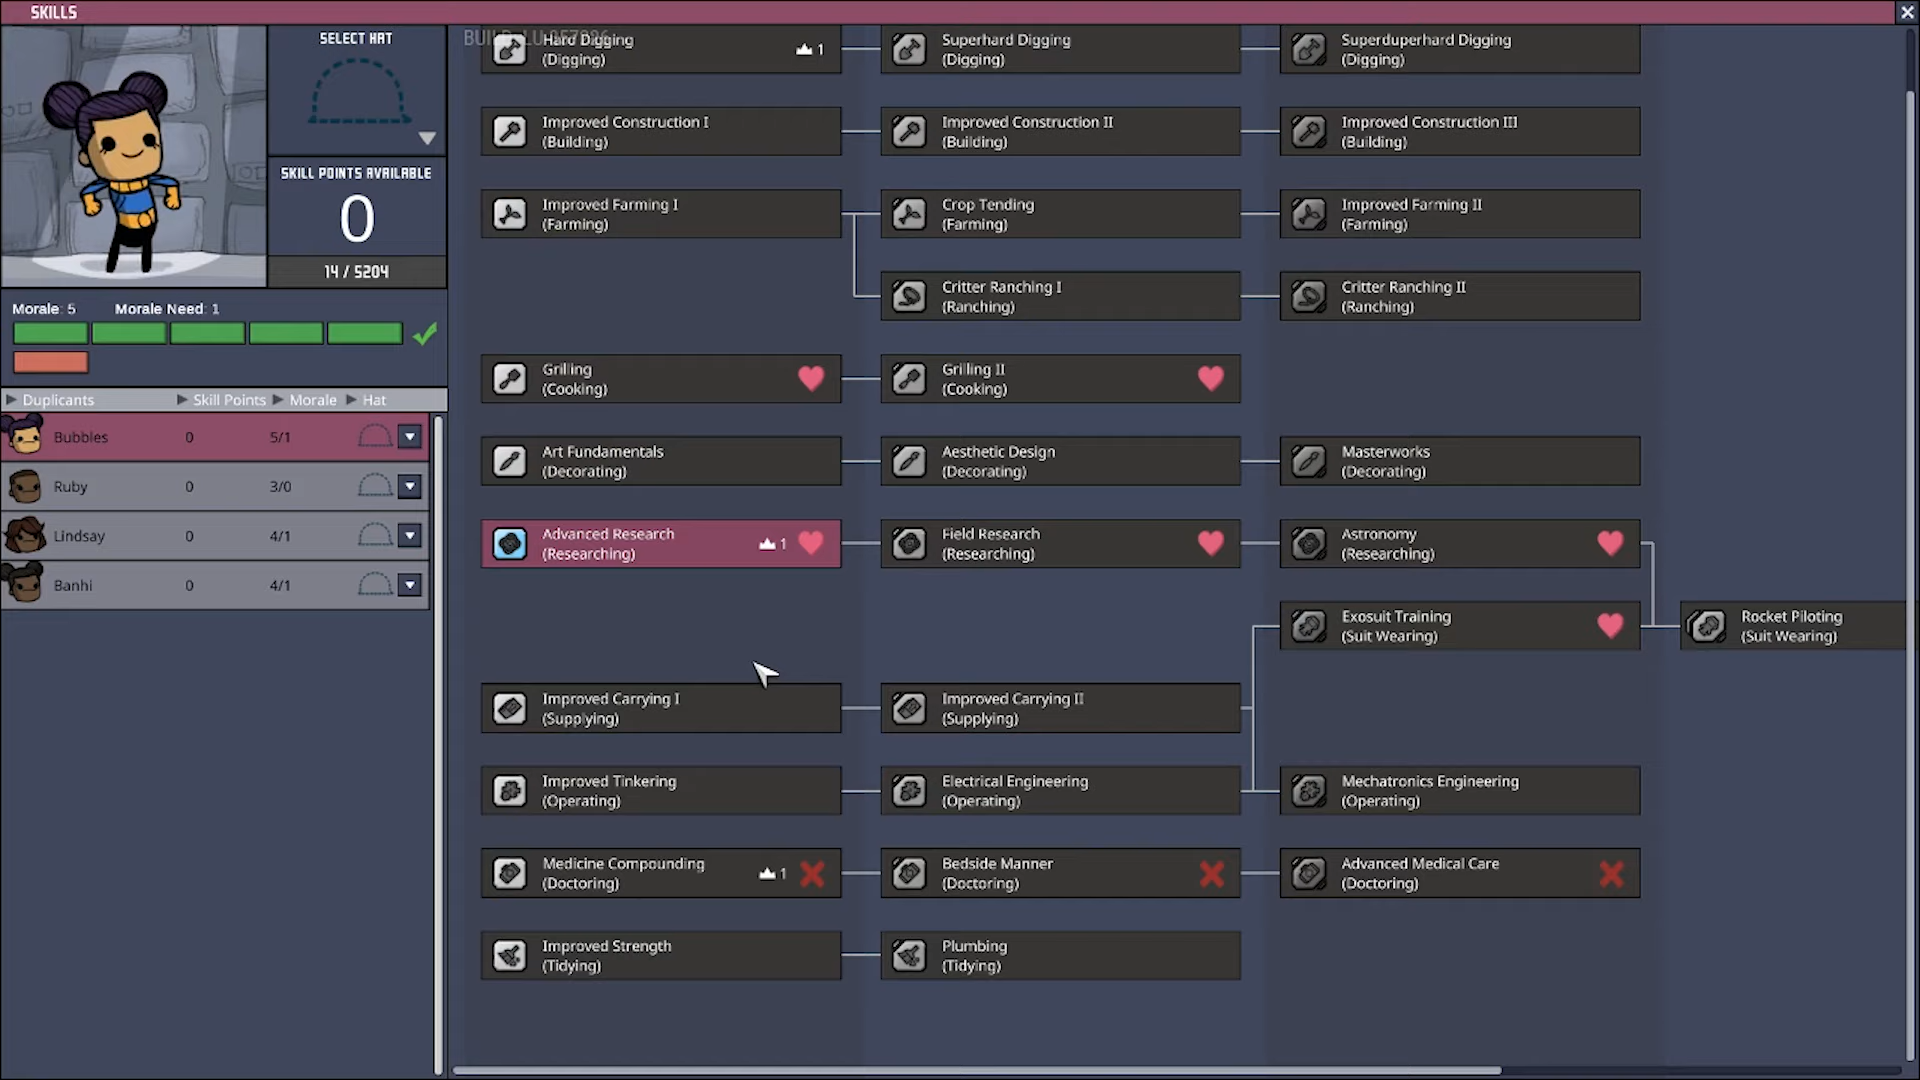 SKILLS
SELECT HAT
SKILL POINTS AVAILABLE
0
14 / 5204
Morale: 5 Morale Need: 1
Duplicants Skill Points Morale Hat
Bubbles 0 5/1
Ruby 0 3/0
Lindsay 0 4/1
Banhi 0 4/1
Hard Digging
(Digging)
1
Superhard Digging
(Digging)
Superduperhard Digging
(Digging)
Improved Construction I
(Building)
Improved Construction II
(Building)
Improved Construction III
(Building)
Improved Farming I
(Farming)
Crop Tending
(Farming)
Improved Farming II
(Farming)
Critter Ranching I
(Ranching)
Critter Ranching II
(Ranching)
Grilling
(Cooking)
Grilling II
(Cooking)
Art Fundamentals
(Decorating)
Aesthetic Design
(Decorating)
Masterworks
(Decorating)
Advanced Research
(Researching)
1
Field Research
(Researching)
Astronomy
(Researching)
Exosuit Training
(Suit Wearing)
Rocket Piloting
(Suit Wearing)
Improved Carrying I
(Supplying)
Improved Carrying II
(Supplying)
Improved Tinkering
(Operating)
Electrical Engineering
(Operating)
Mechatronics Engineering
(Operating)
Medicine Compounding
(Doctoring)
1
Bedside Manner
(Doctoring)
Advanced Medical Care
(Doctoring)
Improved Strength
(Tidying)
Plumbing
(Tidying)